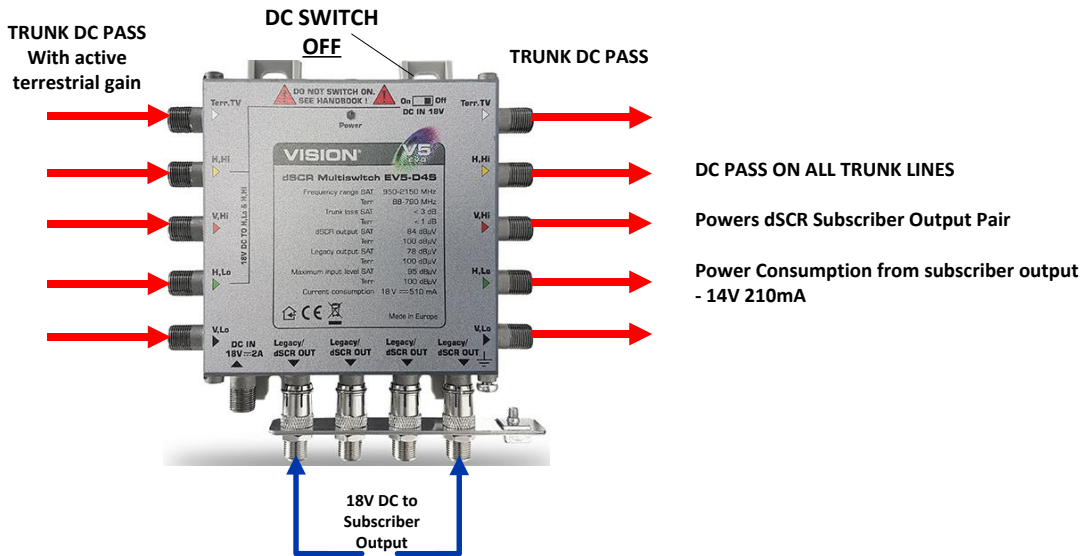 TRUNK DC PASS
With active
terrestrial gain
DC SWITCH
OFF
TRUNK DC PASS
DO NOT SWITCH ON.
SEE HANDBOOK !
On Off
DC IN 18V
Power
Terr.TV
H,Hi
V,Hi
H,Lo
V,Lo
18V DC TO H,Lo & H,Hi
Terr.TV
H,Hi
V,Hi
H,Lo
V,Lo
VISION
V5
evo
dSCR Multiswitch EV5-D4S
Frequency range SAT 950-2150 MHz
Terr 88-790 MHz
Trunk loss SAT < 3 dB
Terr < 1 dB
dSCR output SAT 84 dBµV
Terr 100 dBµV
Legacy output SAT 78 dBµV
Terr 100 dBµV
Maximum input level SAT 95 dBµV
Terr 100 dBµV
Current consumption 18 V 510 mA
CE
Made in Europe
DC IN
18V 2A
Legacy/
dSCR OUT
Legacy/
dSCR OUT
Legacy/
dSCR OUT
Legacy/
dSCR OUT
DC PASS ON ALL TRUNK LINES
Powers dSCR Subscriber Output Pair
Power Consumption from subscriber output
- 14V 210mA
18V DC to
Subscriber
Output